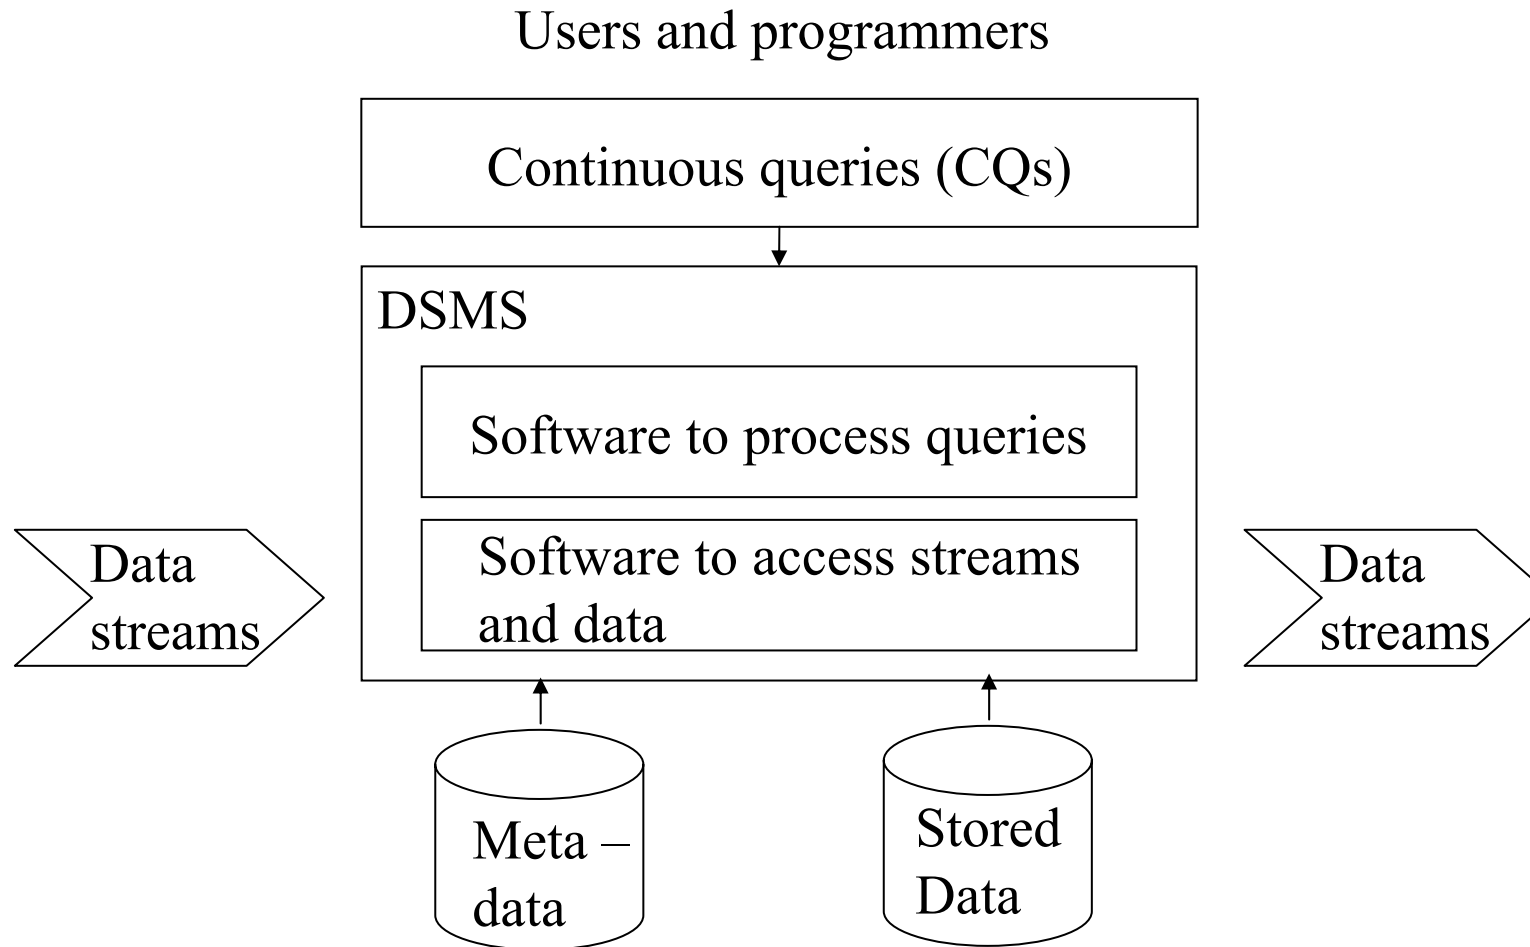 Users and programmers
Continuous queries (CQs)
DSMS
Software to process queries
Software to access streams
and data
Data
streams
Data
streams
Meta –
data
Stored
Data